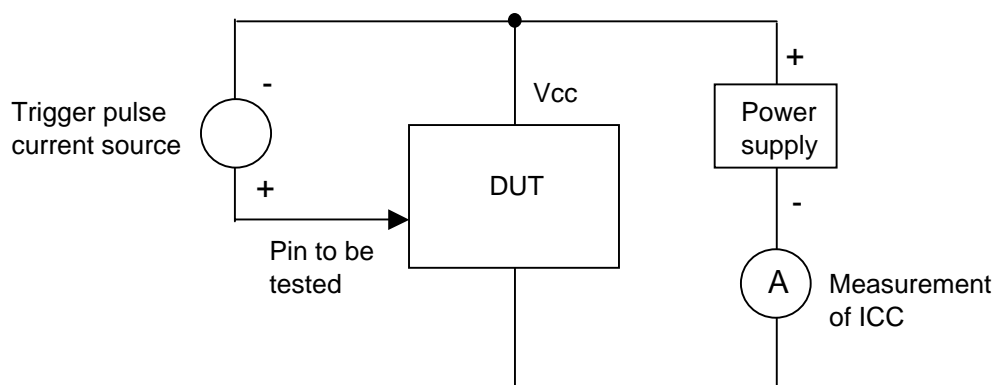 +
-
Vcc
Trigger pulse
current source
Power
supply
DUT
+
-
Pin to be
tested
A
Measurement
of ICC